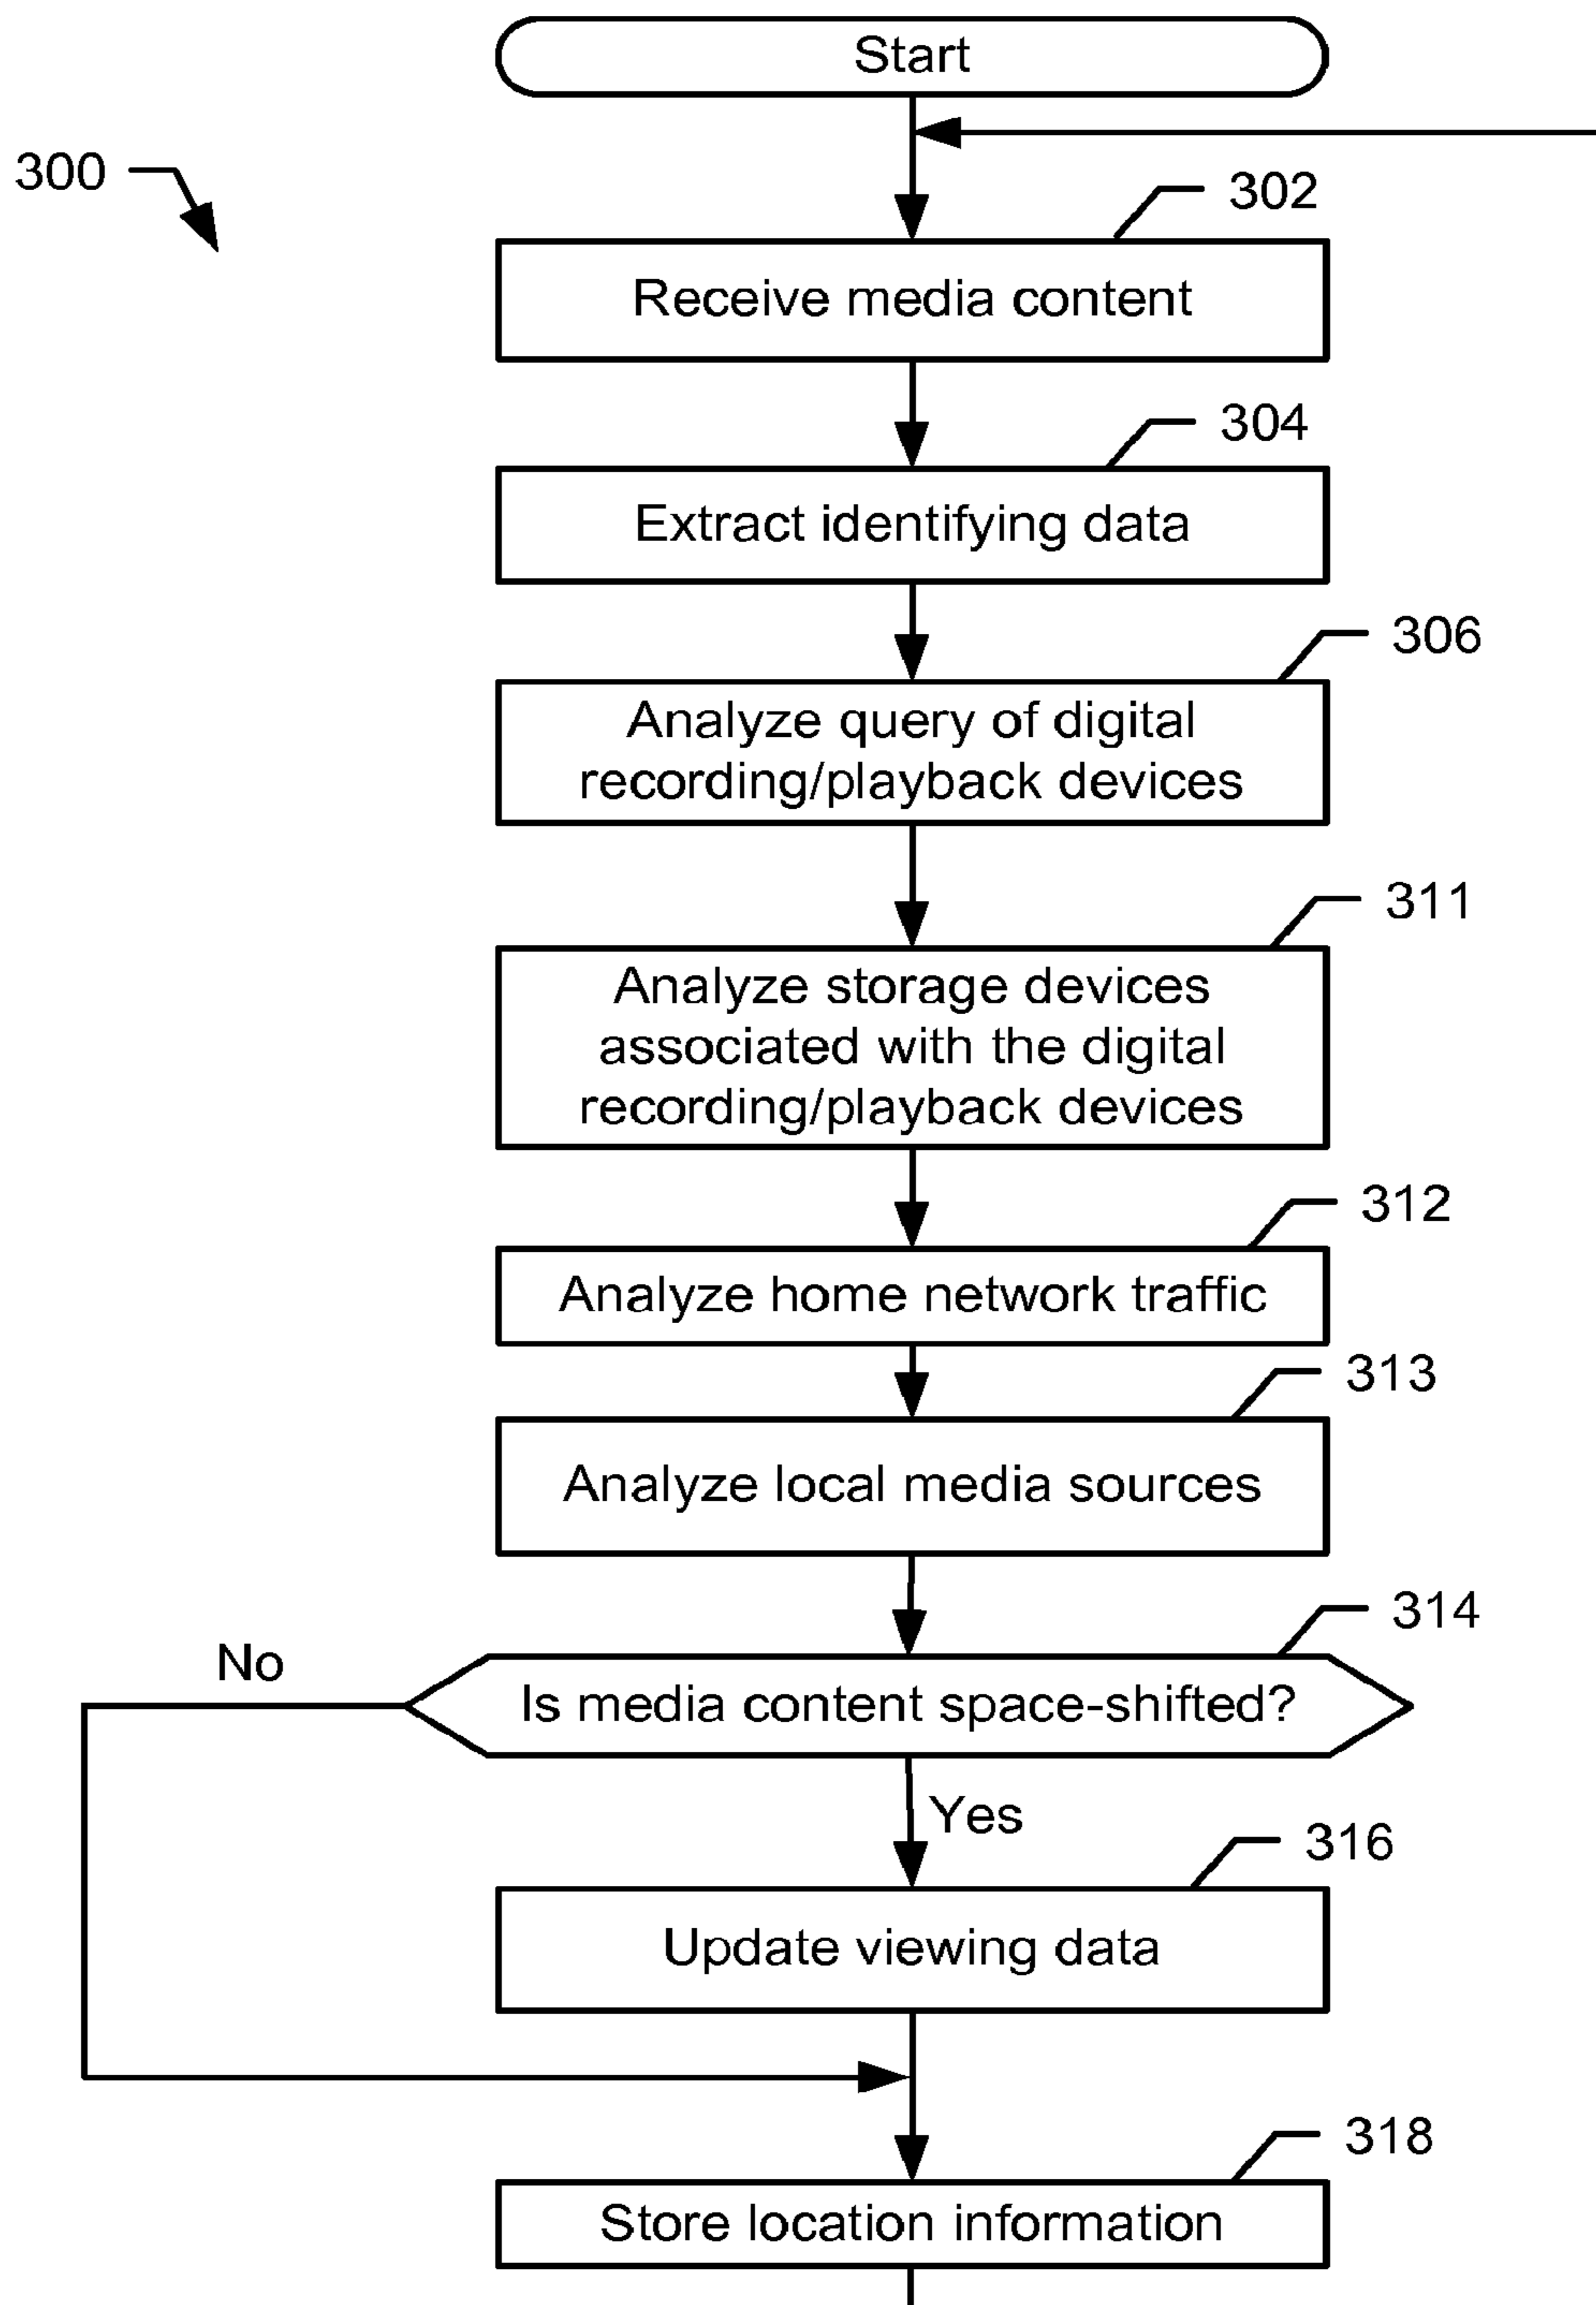 Start
300
302
Receive media content
304
Extract identifying data
306
Analyze query of digital
recording/playback devices
311
Analyze storage devices
associated with the digital
recording/playback devices
312
Analyze home network traffic
313
Analyze local media sources
314
No
Is media content space-shifted?
Yes
316
Update viewing data
318
Store location information